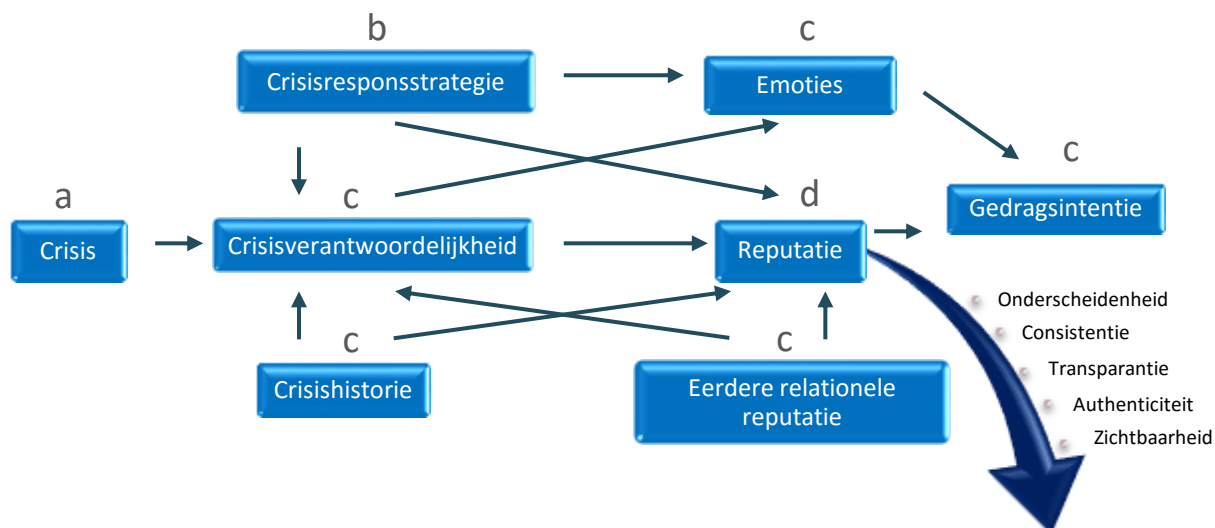 b
c
Crisisresponsstrategie
Emoties
c
a
c
d
Gedragsintentie
Crisis
Crisisverantwoordelijkheid
Reputatie
Onderscheidenheid
Consistentie
c
c
Transparantie
Crisishistorie
Eerdere relationele
reputatie
Authenticiteit
Zichtbaarheid